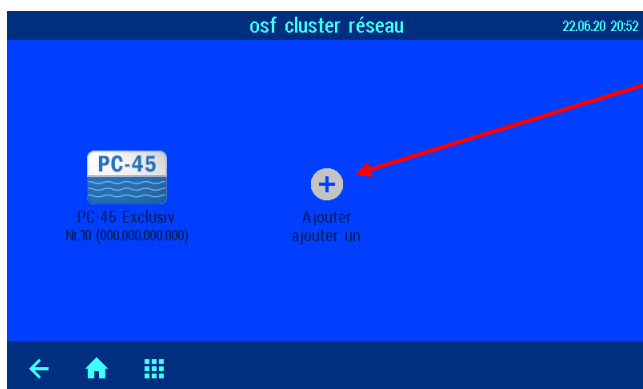 osf cluster réseau
22.06.20 20:52
PC-45
PC-45 Exclusiv
Nr.10 (000.000.000.000)
Ajouter
ajouter un